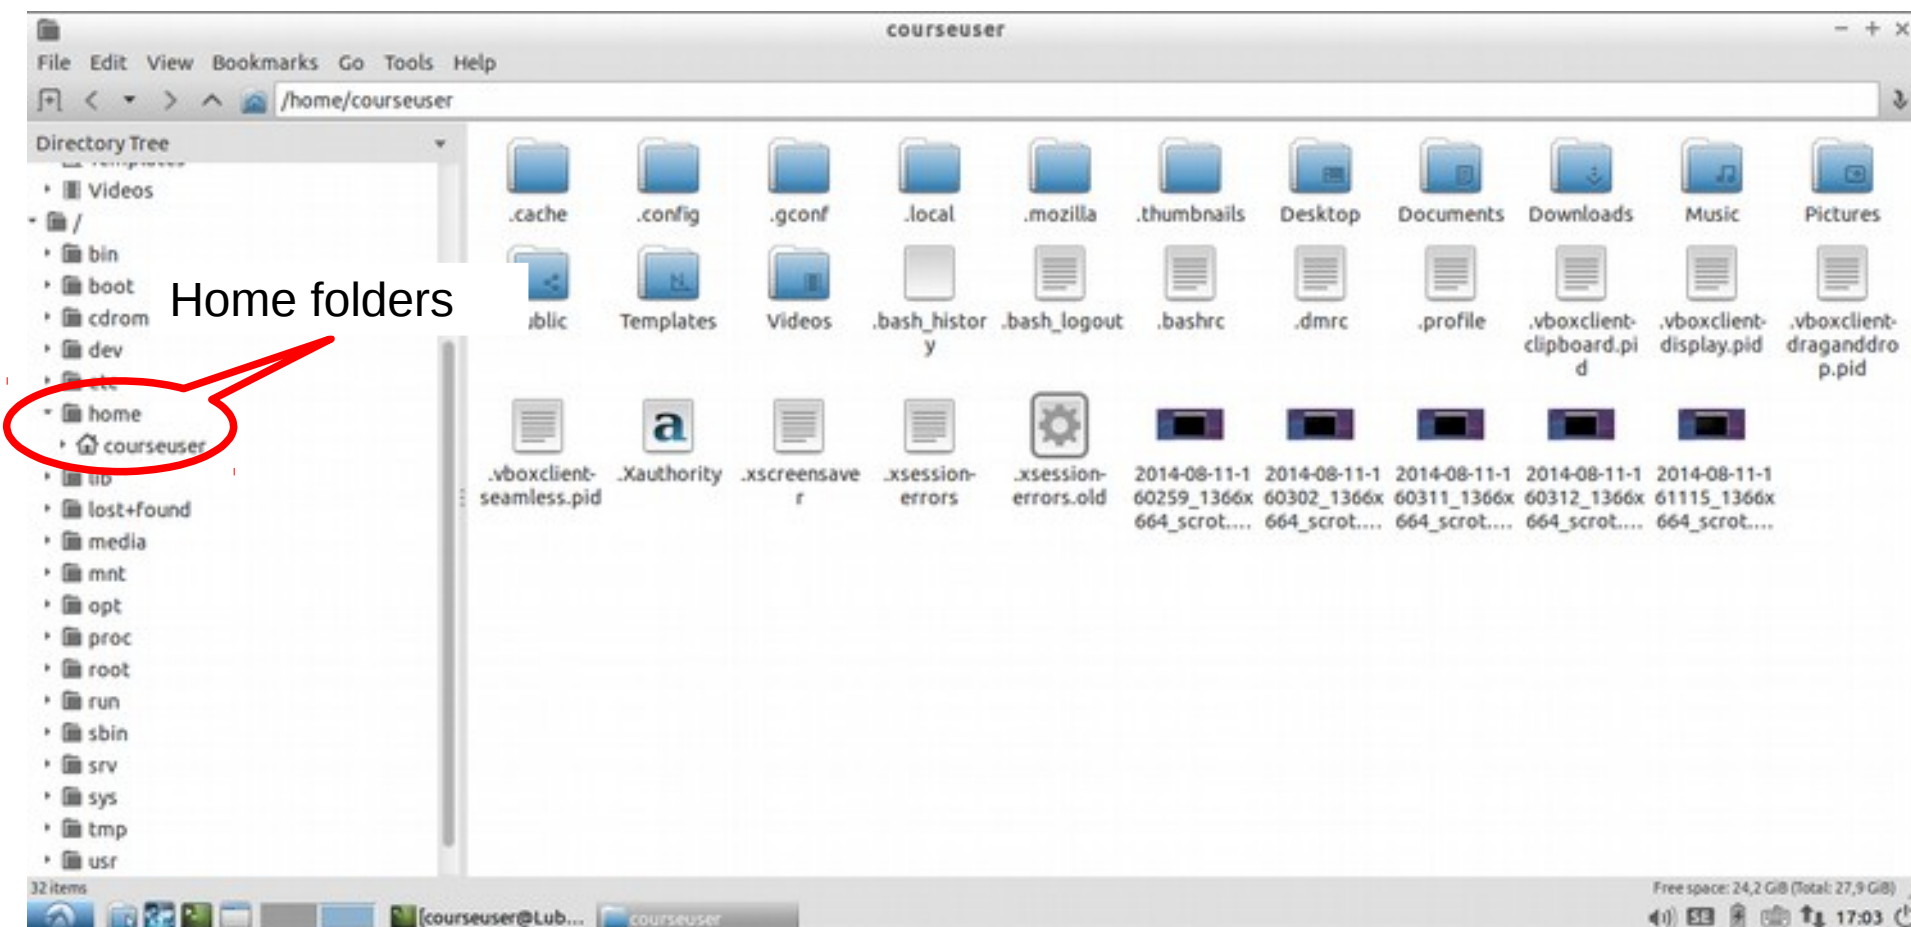 courseuser
File Edit View Bookmarks Go Tools Help
/home/courseuser
Directory Tree
Templates
Videos
/
bin
boot
cdrom
dev
etc
home
courseuser
lib
lost+found
media
mnt
opt
proc
root
run
sbin
srv
sys
tmp
usr
Home folders
.cache .config .gconf .local .mozilla .thumbnails Desktop Documents Downloads Music Pictures
ublic Templates Videos .bash_histor .bash_logout .bashrc .dmrc .profile .vboxclient- .vboxclient- .vboxclient-
y clipboard.pi display.pid draganddro
d p.pid
.vboxclient- .Xauthority .xscreensave .xsession- .xsession- 2014-08-11-1 2014-08-11-1 2014-08-11-1 2014-08-11-1 2014-08-11-1
seamless.pid r errors errors.old 60259_1366x 60302_1366x 60311_1366x 60312_1366x 61115_1366x
664_scrot.... 664_scrot.... 664_scrot.... 664_scrot.... 664_scrot....
32 items Free space: 24,2 GiB (Total: 27,9 GiB)
[courseuser@Lub... courseuser SE 17:03